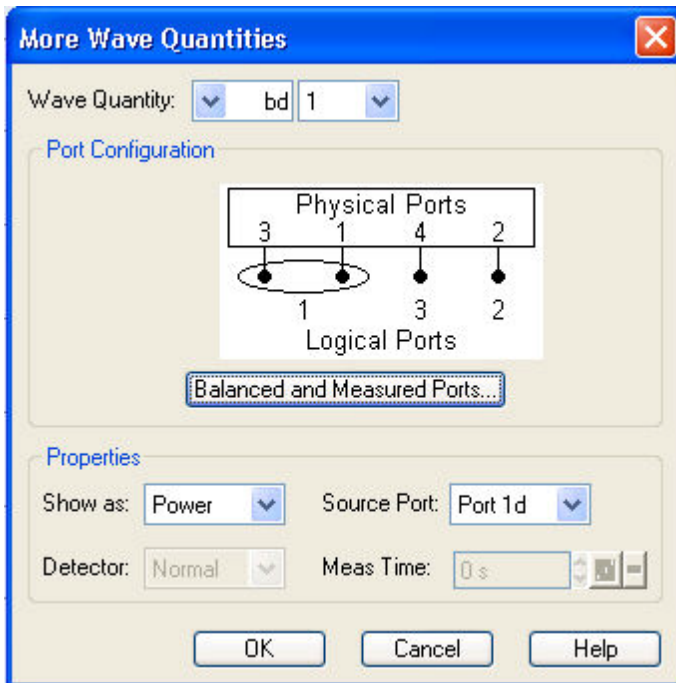 More Wave Quantities
Wave Quantity: bd 1
Port Configuration
Physical Ports
3 1 4 2
1 3 2
Logical Ports
Balanced and Measured Ports...
Properties
Show as: Power Source Port: Port 1d
Detector: Normal Meas Time: 0 s
OK Cancel Help